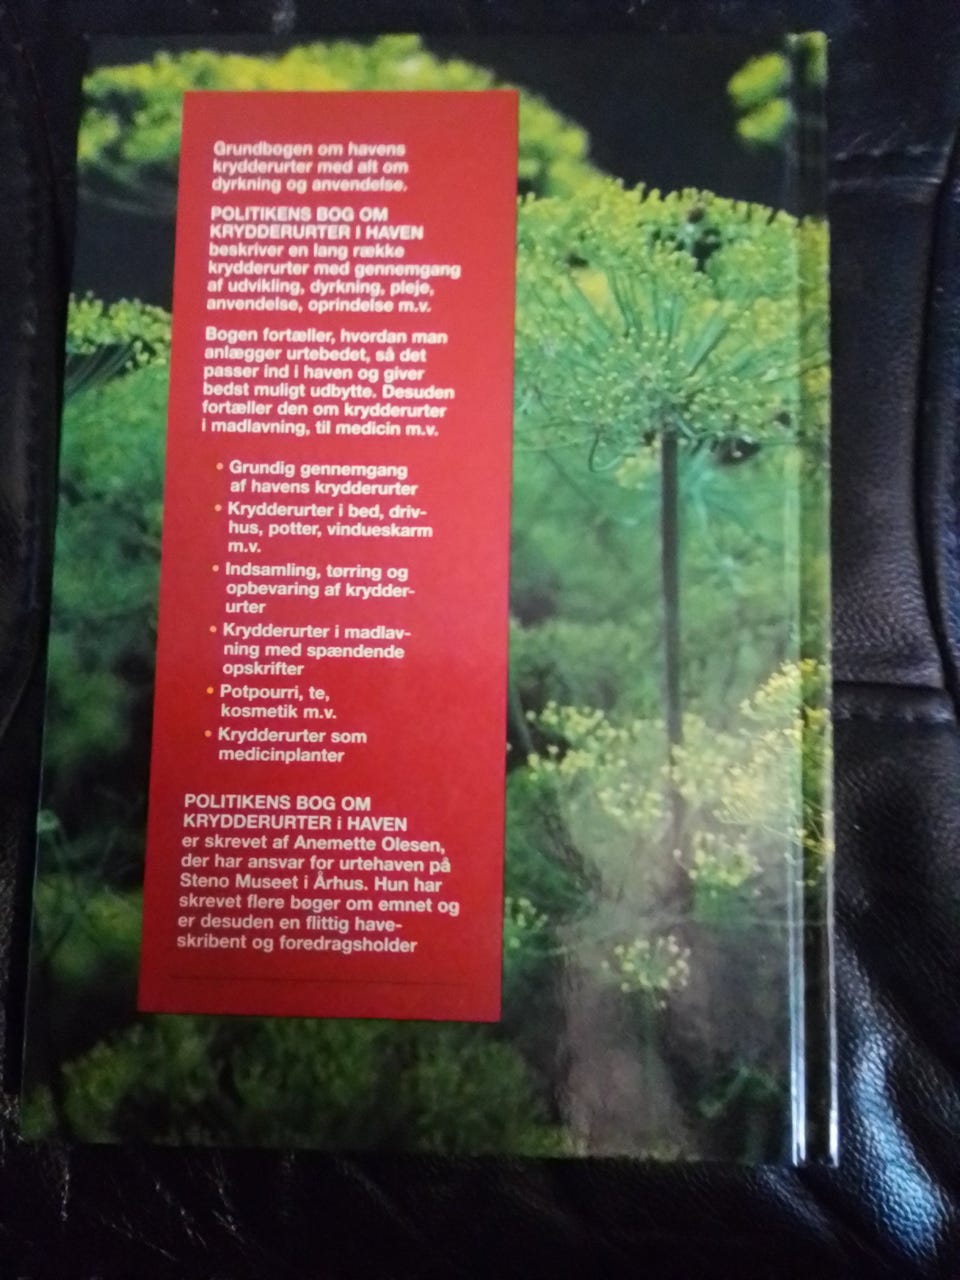 Grundbogen om havens
krydderurter med alt om
dyrkning og anvendelse.
POLITIKENS BOG OM
KRYDDERURTER I HAVEN
beskriver en lang række
krydderurter med gennemgang
af udvikling, dyrkning, pleje,
anvendelse, oprindelse m.v.
Bogen fortæller, hvordan man
anlægger urtebedet, så det
passer ind i haven og giver
bedst muligt udbytte. Desuden
fortæller den om krydderurter
i madlavning, til medicin m.v.
• Grundig gennemgang
af havens krydderurter
• Krydderurter i bed, driv-
hus, potter, vindueskarm
m.v.
• Indsamling, tørring og
opbevaring af krydder-
urter
• Krydderurter i madlav-
ning med spændende
opskrifter
• Potpourri, te,
kosmetik m.v.
• Krydderurter som
medicinplanter
POLITIKENS BOG OM
KRYDDERURTER i HAVEN
er skrevet af Anemette Olesen,
der har ansvar for urtehaven på
Steno Museet i Århus. Hun har
skrevet flere bøger om emnet og
er desuden en flittig have-
skribent og foredragsholder